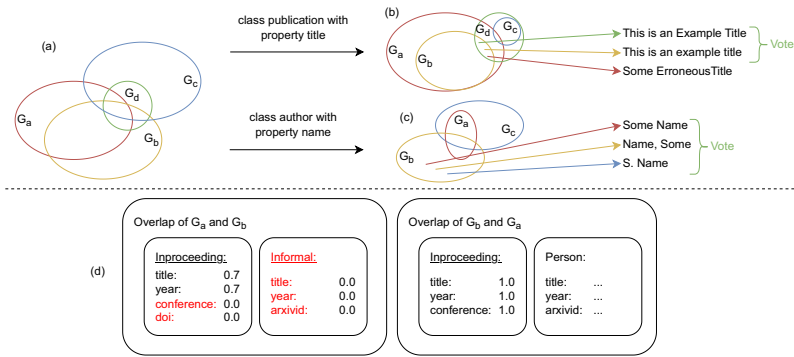 (a)
Ga
Gb
Gc
Gd
class publication with
property title
class author with
property name
(b)
Ga
Gb
Gd
Gc
This is an Example Title
This is an example title
Some ErroneousTitle
Vote
(c)
Ga
Gb
Gc
Some Name
Name, Some
S. Name
Vote
(d)
Overlap of Ga and Gb
Inproceeding:
title: 0.7
year: 0.7
conference: 0.0
doi: 0.0
Informal:
title: 0.0
year: 0.0
arxivid: 0.0
Overlap of Gb and Ga
Inproceeding:
title: 1.0
year: 1.0
conference: 1.0
Person:
title: ...
year: ...
arxivid: ...